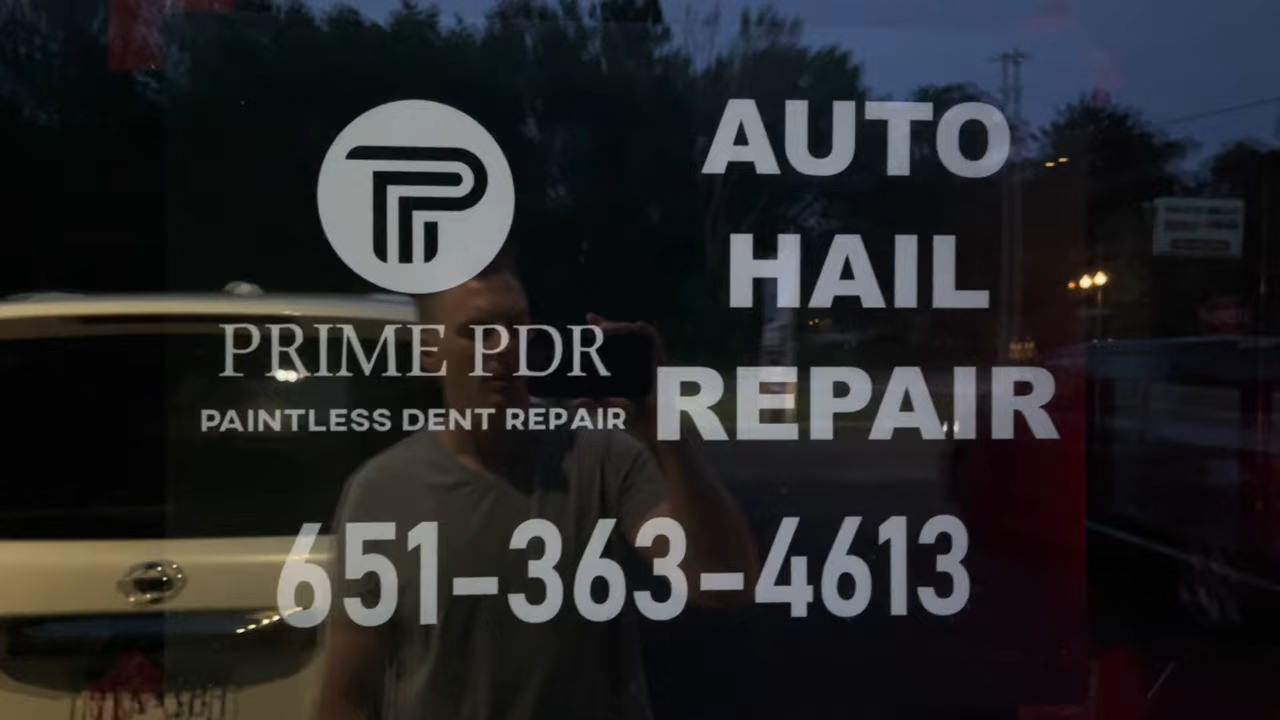 PRIME PDR
PAINTLESS DENT REPAIR
AUTO
HAIL
REPAIR
651-363-4613